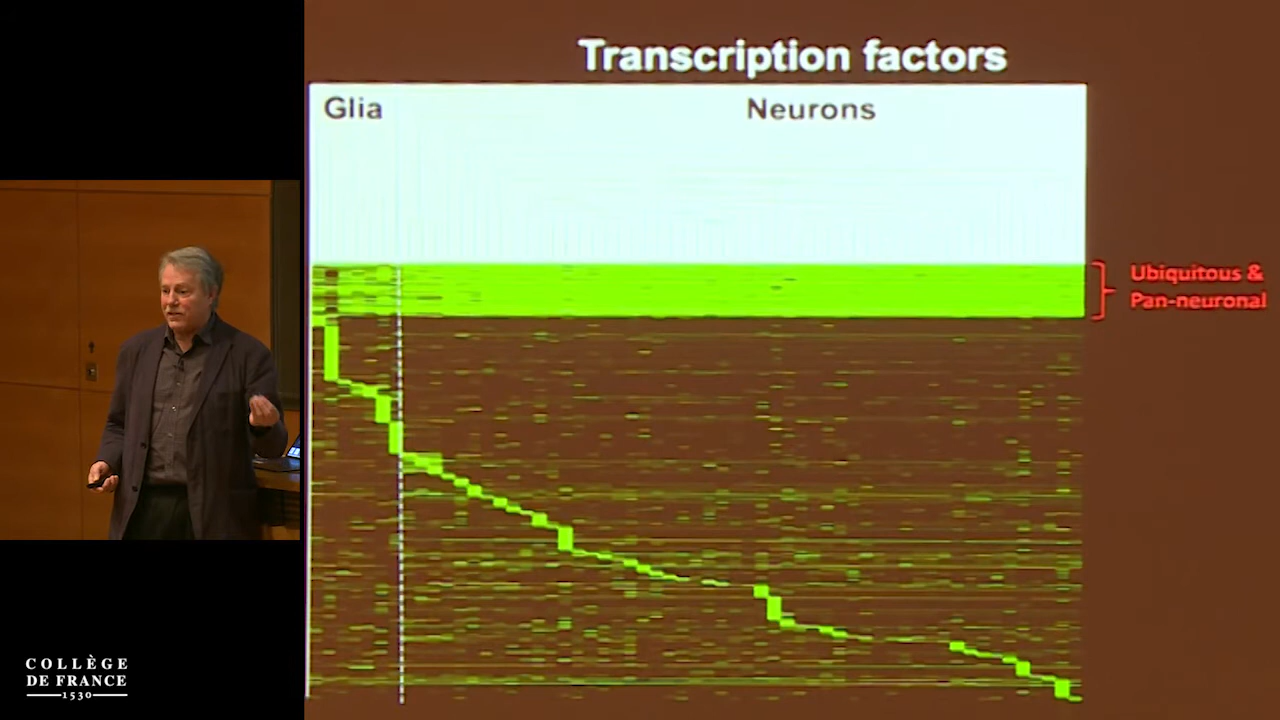 Transcription factors
Glia
Neurons
Ubiquitous &
Pan-neuronal
COLLÈGE
DE FRANCE
1530